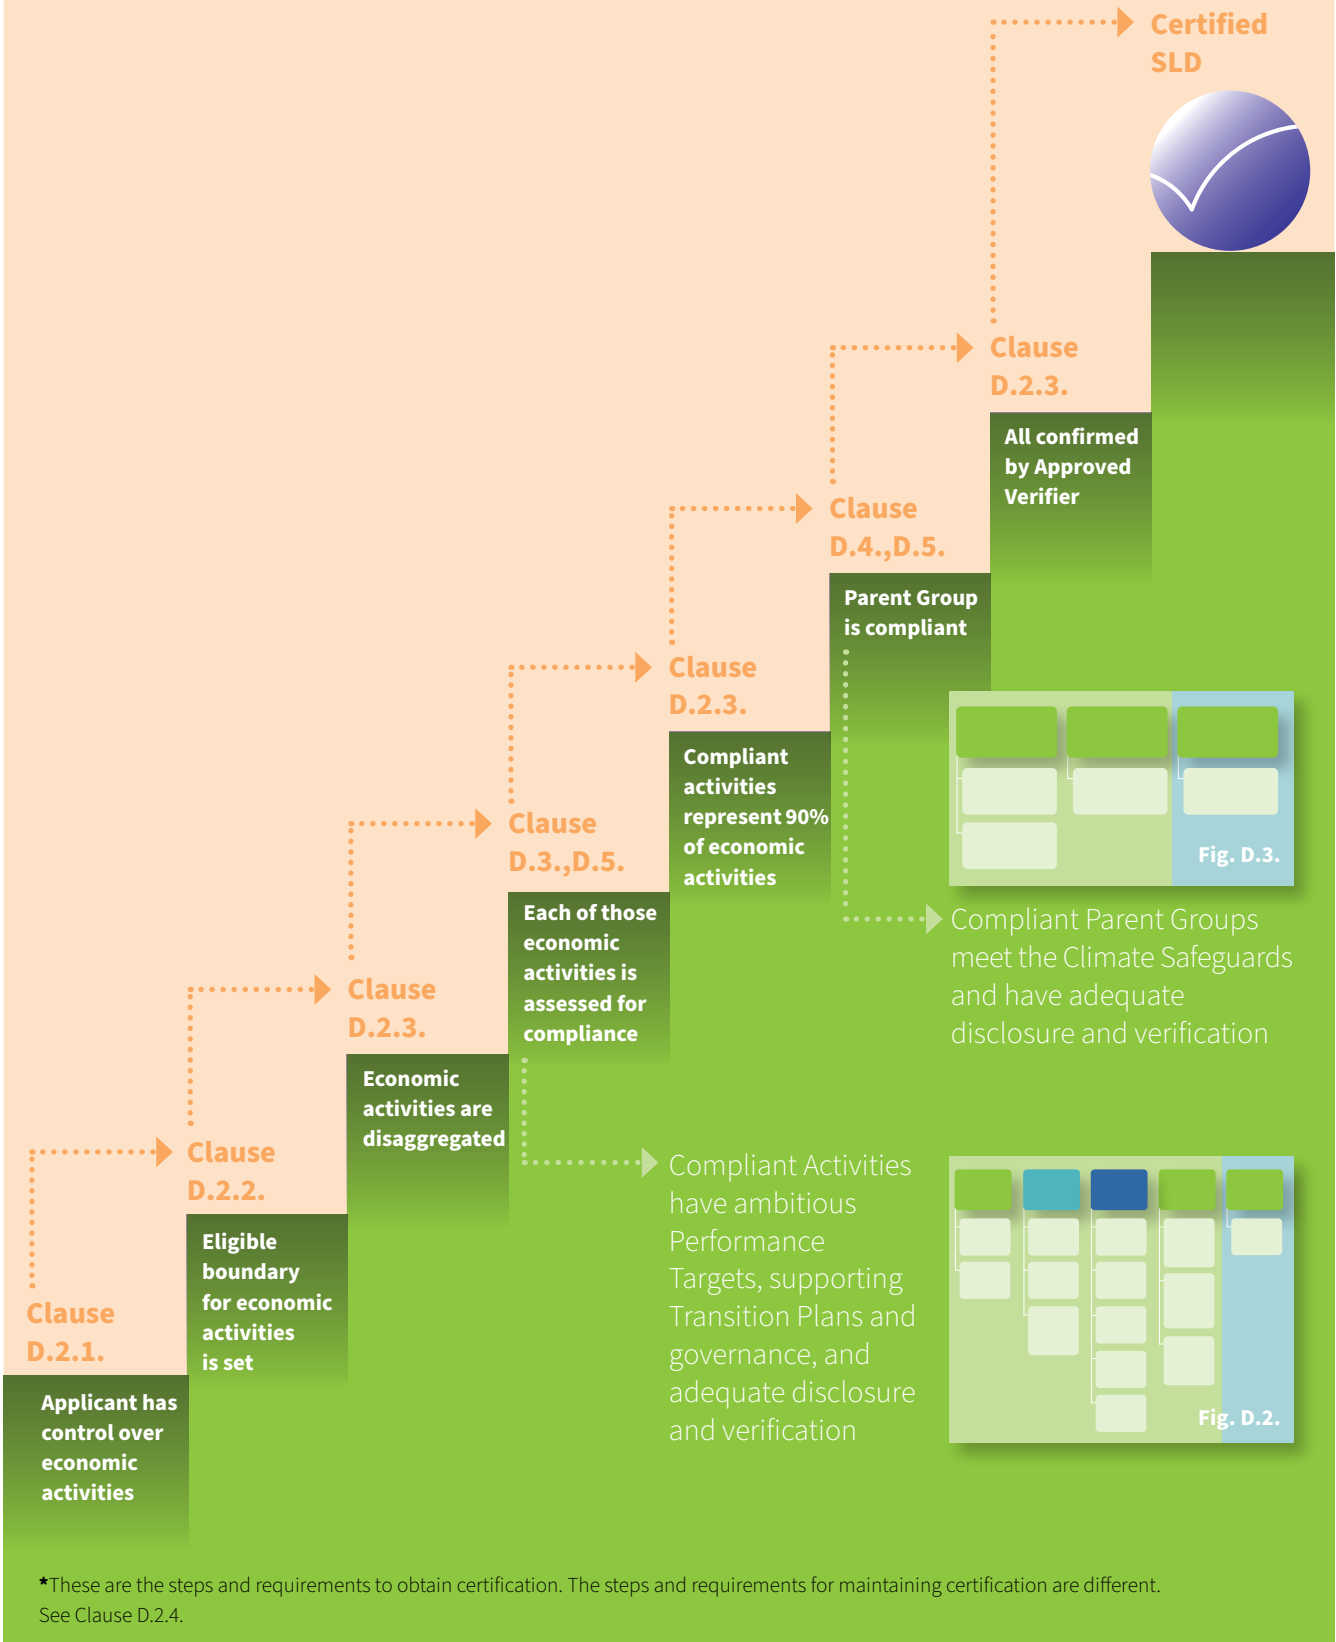 Certified
SLD
Clause
D.2.3.
All confirmed
by Approved
Verifier
Clause
D.4.,D.5.
Parent Group
is compliant
Clause
D.2.3.
Compliant
activities
represent 90%
of economic
activities
Fig. D.3.
Compliant Parent Groups
meet the Climate Safeguards
and have adequate
disclosure and verification
Clause
D.3.,D.5.
Each of those
economic
activities is
assessed for
compliance
Clause
D.2.3.
Economic
activities are
disaggregated
Compliant Activities
have ambitious
Performance
Targets, supporting
Transition Plans and
governance, and
adequate disclosure
and verification
Fig. D.2.
Clause
D.2.2.
Eligible
boundary
for economic
activities
is set
Clause
D.2.1.
Applicant has
control over
economic
activities
*These are the steps and requirements to obtain certification. The steps and requirements for maintaining certification are different.
See Clause D.2.4.